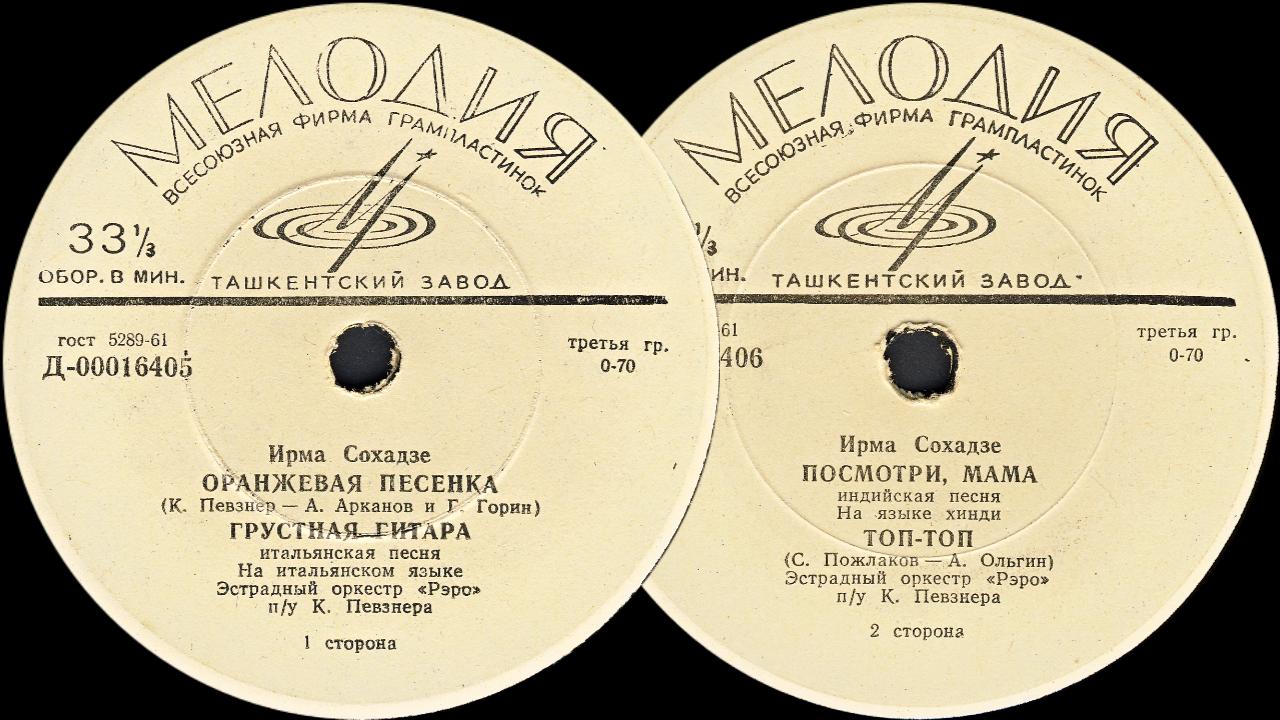 МЕЛОДИЯ
ВСЕСОЮЗНАЯ ФИРМА ГРАМПЛАСТИНОК
33⅓
ОБОР. В МИН.
ТАШКЕНТСКИЙ ЗАВОД
гост 5289-61
Д-00016405
третья гр.
0-70
Ирма Сохадзе
ОРАНЖЕВАЯ ПЕСЕНКА
(К. Певзнер — А. Арканов и Г. Горин)
ГРУСТНАЯ ГИТАРА
итальянская песня
На итальянском языке
Эстрадный оркестр «Рэро»
п/у К. Певзнера
1 сторона
МЕЛОДИЯ
ВСЕСОЮЗНАЯ ФИРМА ГРАМПЛАСТИНОК
⅓
ИН.
ТАШКЕНТСКИЙ ЗАВОД
61
406
третья гр.
0-70
Ирма Сохадзе
ПОСМОТРИ, МАМА
индийская песня
На языке хинди
ТОП-ТОП
(С. Пожлаков — А. Ольгин)
Эстрадный оркестр «Рэро»
п/у К. Певзнера
2 сторона